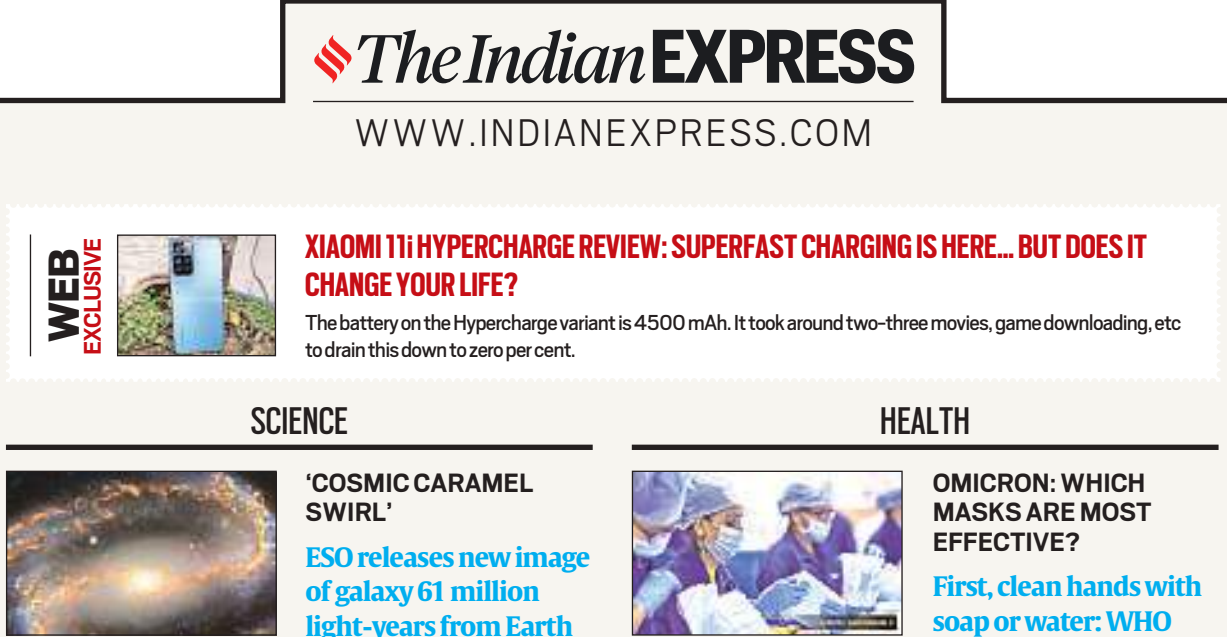 The Indian EXPRESS
WWW.INDIANEXPRESS.COM
WEB
EXCLUSIVE
XIAOMI 11i HYPERCHARGE REVIEW: SUPERFAST CHARGING IS HERE... BUT DOES IT
CHANGE YOUR LIFE?
The battery on the Hypercharge variant is 4500 mAh. It took around two-three movies, game downloading, etc
to drain this down to zero per cent.
SCIENCE
'COSMIC CARAMEL
SWIRL'
ESO releases new image
of galaxy 61 million
light-years from Earth
HEALTH
OMICRON: WHICH
MASKS ARE MOST
EFFECTIVE?
First, clean hands with
soap or water: WHO